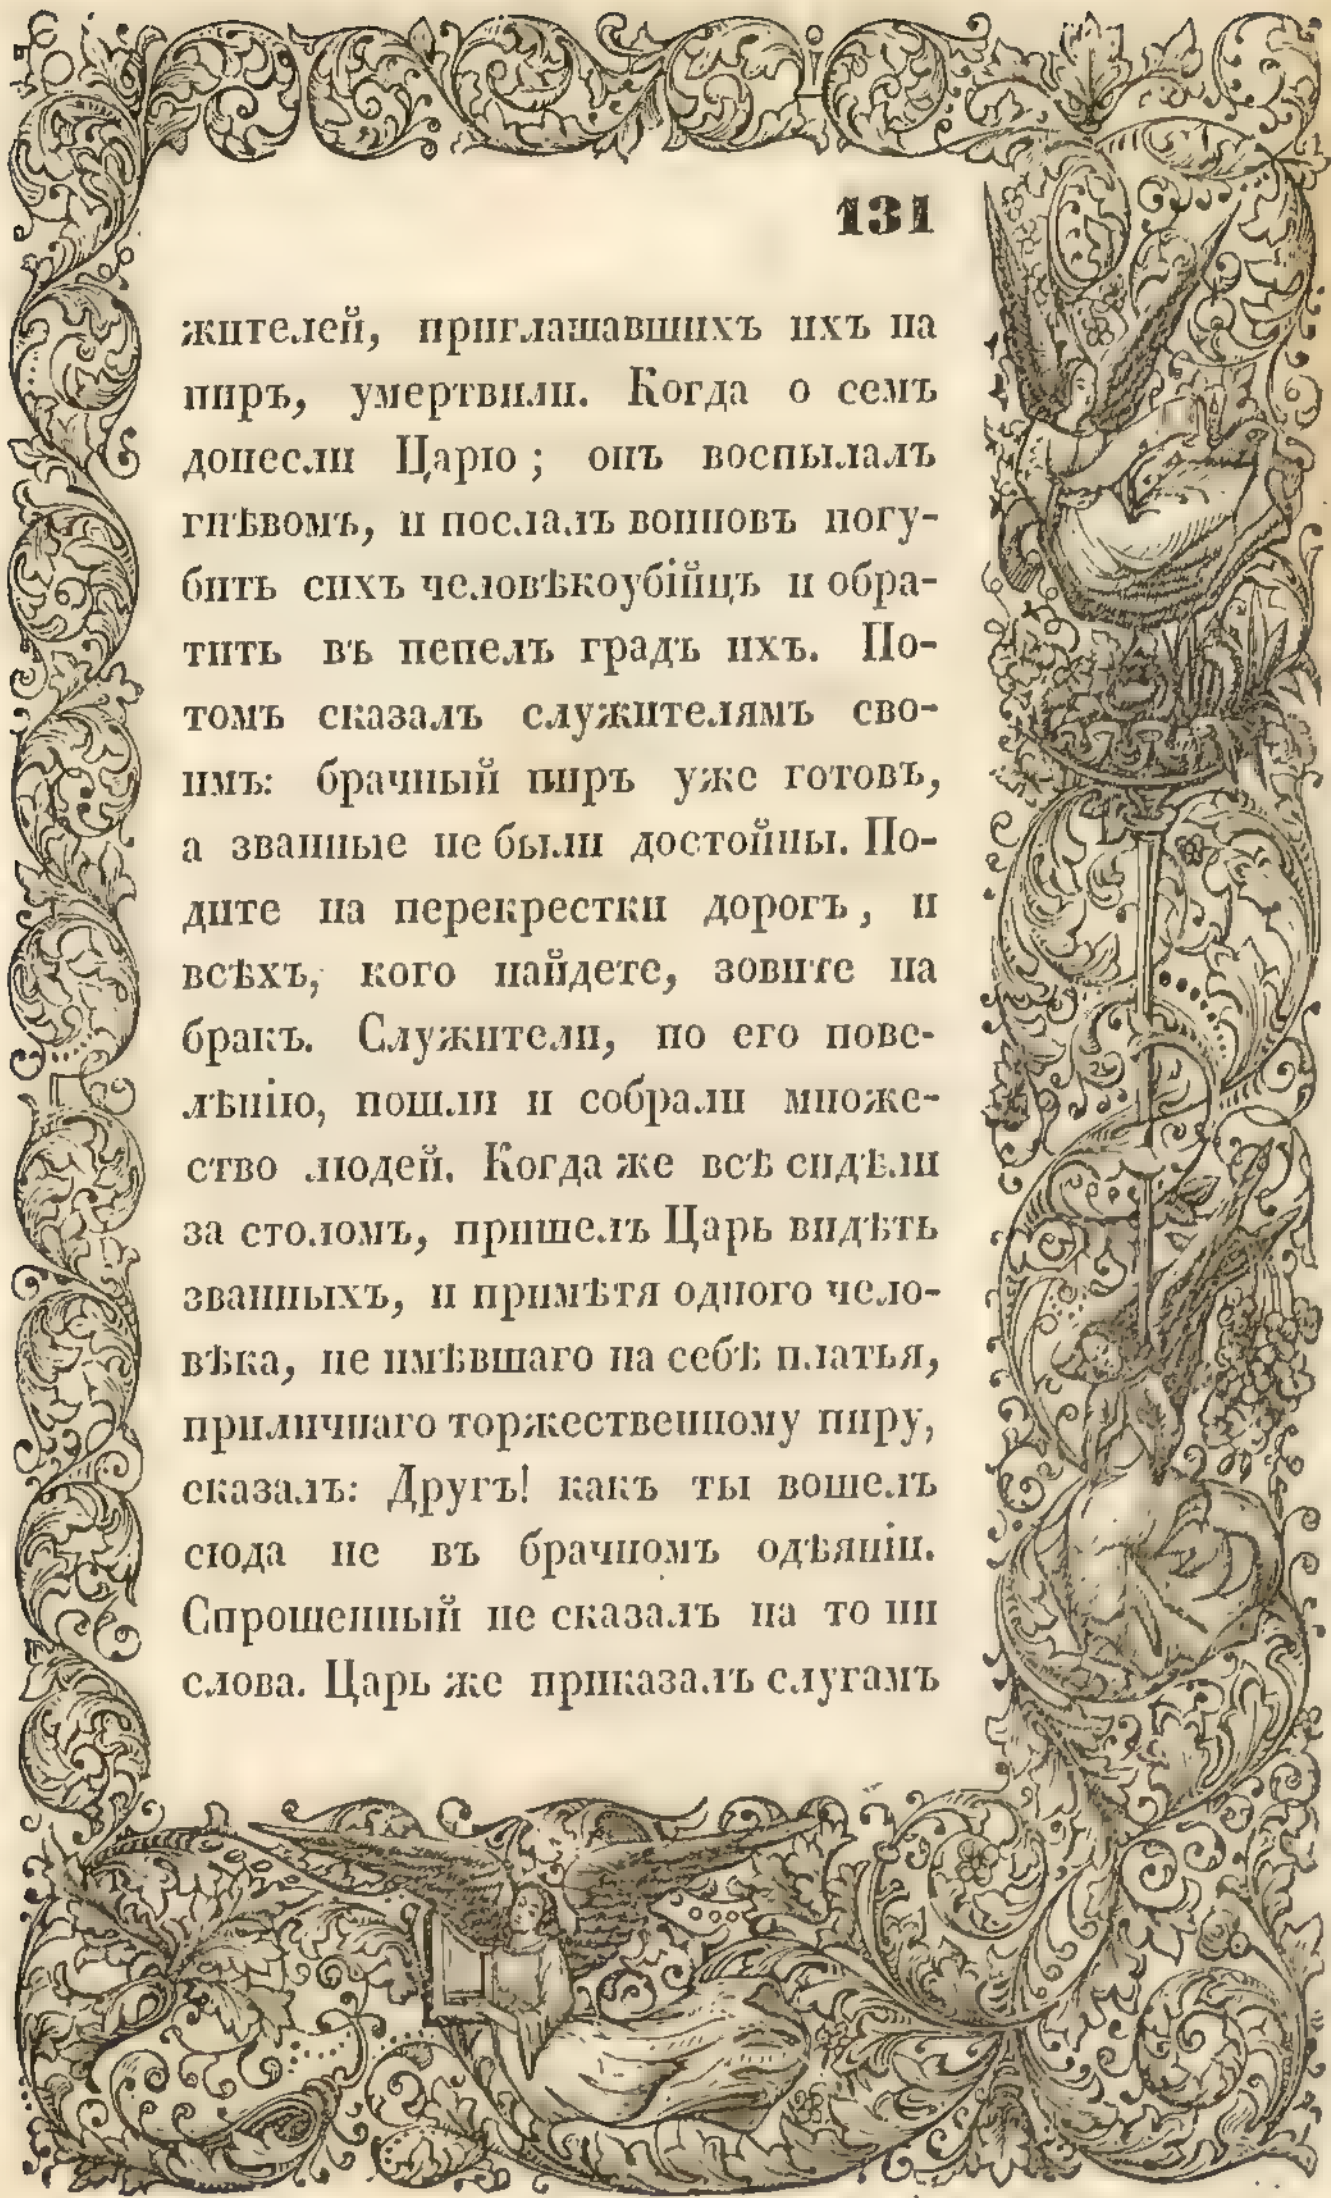 131
жителей, приглашавшихъ ихъ на
пиръ, умертвили. Когда о семъ
донесли Царю; онъ воспылалъ
гнѣвомъ, и послалъ воиновъ погу-
бить сихъ человѣкоубійцъ и обра-
тить въ пепелъ градъ ихъ. По-
томъ сказалъ служителямъ сво-
имъ: брачный пиръ уже готовъ,
а званные не были достойны. По-
дите на перекрестки дорогъ, и
всѣхъ, кого найдете, зовите на
бракъ. Служители, по его пове-
лѣнію, пошли и собрали множе-
ство людей. Когда же всѣ сидѣли
за столомъ, пришелъ Царь видѣть
званныхъ, и примѣтя одного чело-
вѣка, не имѣвшаго на себѣ платья,
приличнаго торжественному пиру,
сказалъ: Другъ! какъ ты вошелъ
сюда не въ брачномъ одѣяніи.
Спрошенный не сказалъ на то ни
слова. Царь же приказалъ слугамъ